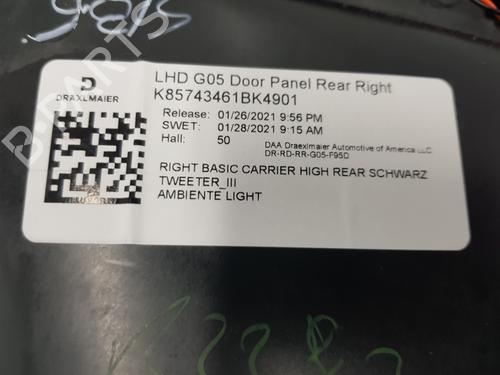 B-PARTS
D
DRÄXLMAIER
LHD G05 Door Panel Rear Right
K85743461BK4901
Release: 01/26/2021 9:56 PM
SWET: 01/28/2021 9:15 AM
Hall: 50
DAA Draexlmaier Automotive of America LLC
DR-RD-RR-G05-F95D
RIGHT BASIC CARRIER HIGH REAR SCHWARZ
TWEETER_III
AMBIENTE LIGHT